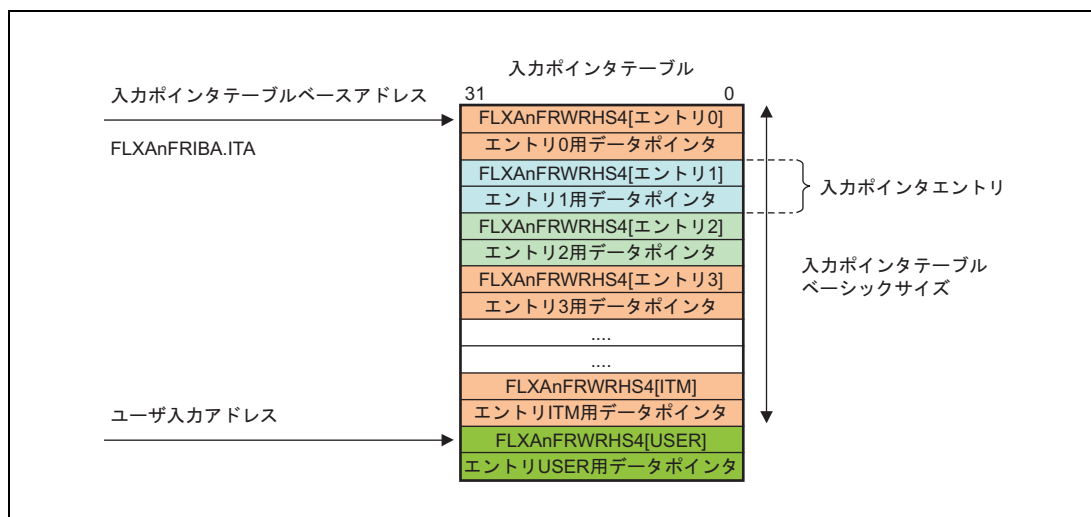 入力ポインタテーブル
31 0
入力ポインタテーブルベースアドレス
FLXAnFRIBA.ITA
FLXAnFRWRHS4[エントリ0]
エントリ0用データポインタ
FLXAnFRWRHS4[エントリ1]
エントリ1用データポインタ
入力ポインタエントリ
FLXAnFRWRHS4[エントリ2]
エントリ2用データポインタ
FLXAnFRWRHS4[エントリ3]
エントリ3用データポインタ
入力ポインタテーブル
ベーシックサイズ
....
....
FLXAnFRWRHS4[ITM]
エントリITM用データポインタ
ユーザ入力アドレス
FLXAnFRWRHS4[USER]
エントリUSER用データポインタ